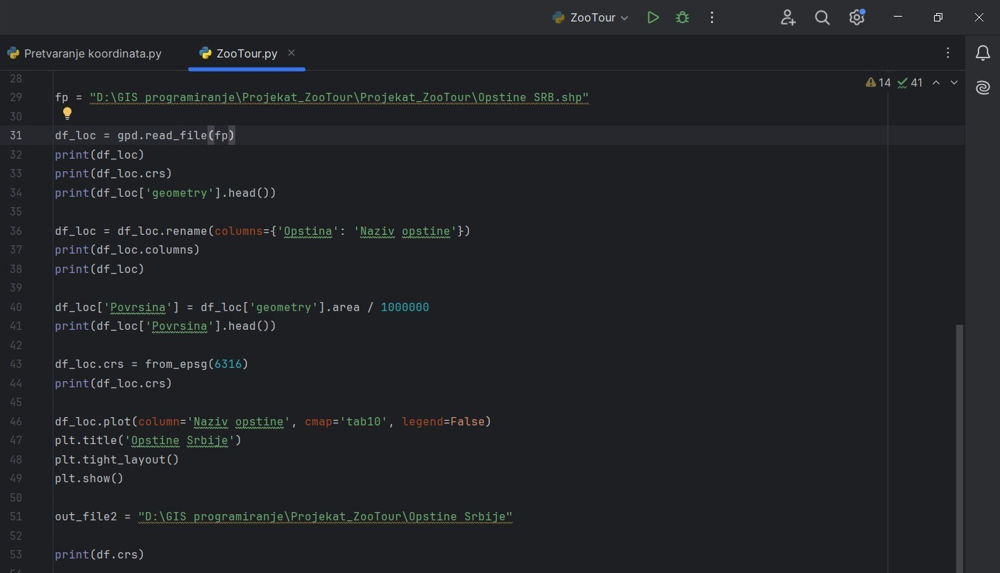 ZooTour
Pretvaranje koordinata.py
ZooTour.py
14 41
28
29 fp = "D:\GIS programiranje\Projekat_ZooTour\Projekat_ZooTour\Opstine SRB.shp"
30
31 df_loc = gpd.read_file(fp)
32 print(df_loc)
33 print(df_loc.crs)
34 print(df_loc['geometry'].head())
35
36 df_loc = df_loc.rename(columns={'Opstina': 'Naziv opstine'})
37 print(df_loc.columns)
38 print(df_loc)
39
40 df_loc['Povrsina'] = df_loc['geometry'].area / 1000000
41 print(df_loc['Povrsina'].head())
42
43 df_loc.crs = from_epsg(6316)
44 print(df_loc.crs)
45
46 df_loc.plot(column='Naziv opstine', cmap='tab10', legend=False)
47 plt.title('Opstine Srbije')
48 plt.tight_layout()
49 plt.show()
50
51 out_file2 = "D:\GIS programiranje\Projekat_ZooTour\Opstine Srbije"
52
53 print(df.crs)